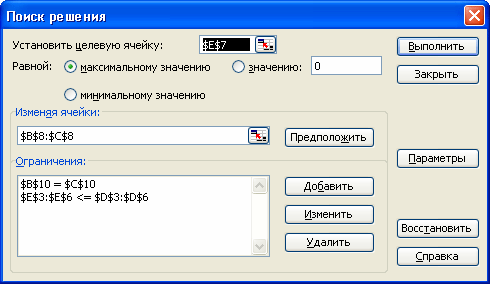 Поиск решения
Установить целевую ячейку: $E$7 Выполнить
Равной: максимальному значению значению: 0 Закрыть
минимальному значению
Изменяя ячейки:
$B$8:$C$8 Предположить
Ограничения: Параметры
$B$10 = $C$10 Добавить
$E$3:$E$6 <= $D$3:$D$6
Изменить
Восстановить
Удалить
Справка